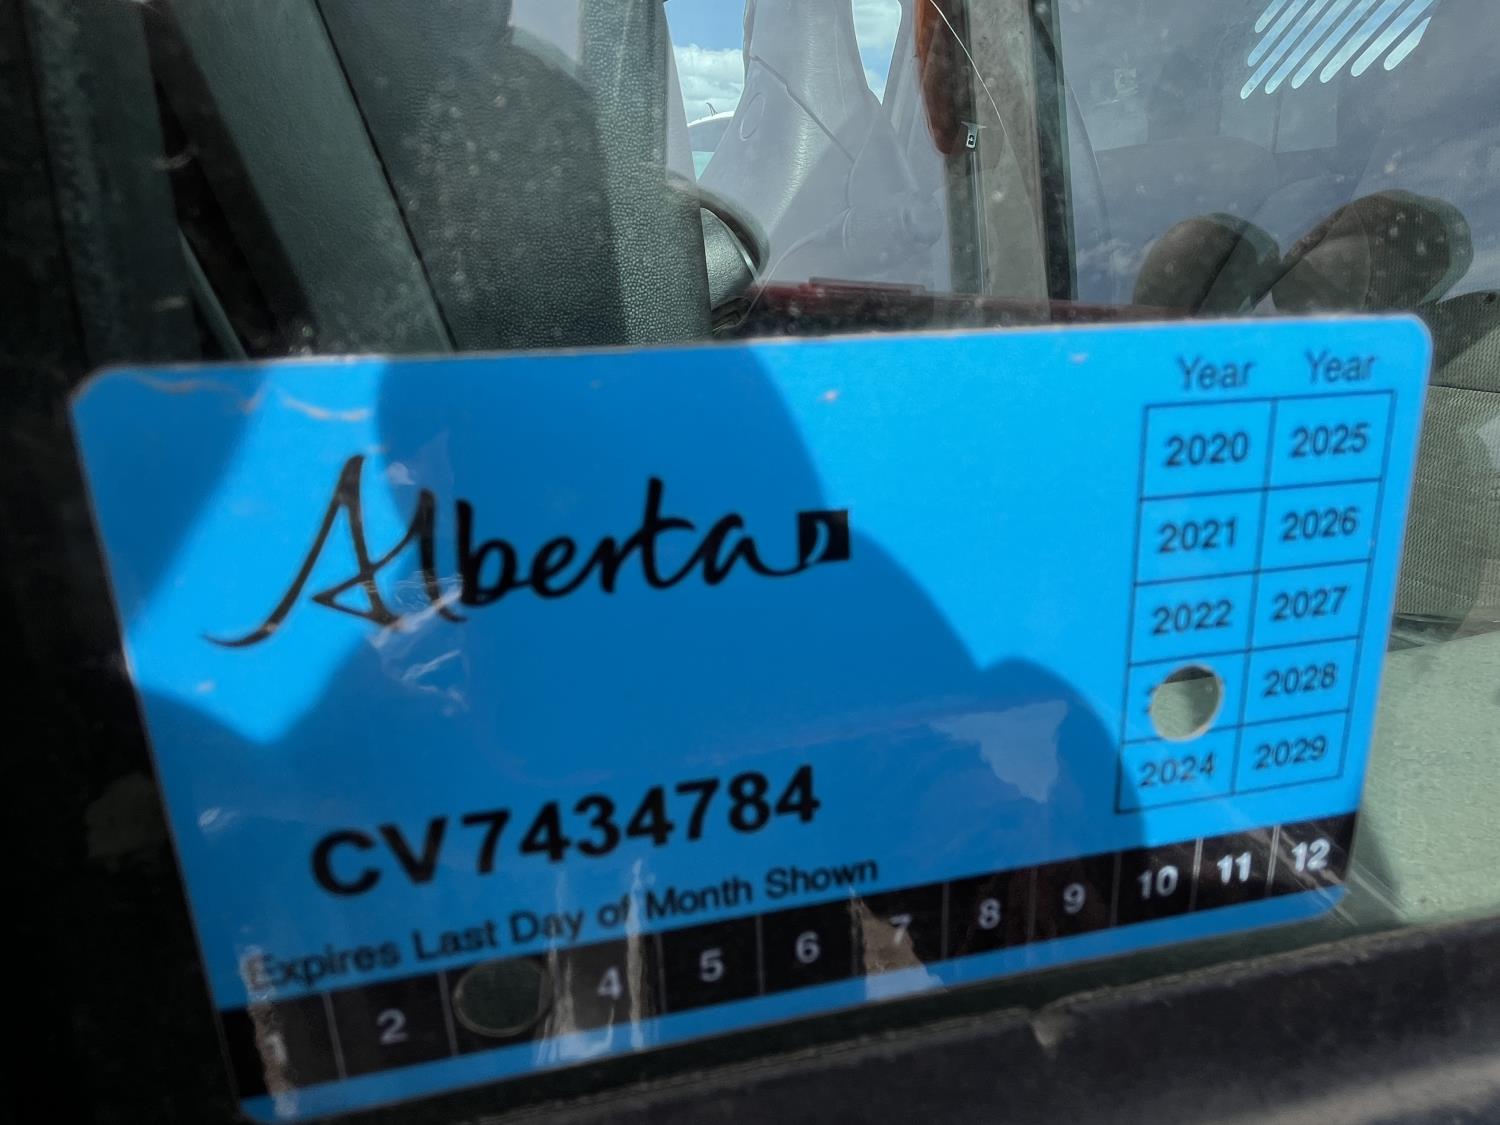 Alberta
Year Year
2020 2025
2021 2026
2022 2027
2028
2024 2029
CV7434784
Expires Last Day of Month Shown
1 2 4 5 6 7 8 9 10 11 12